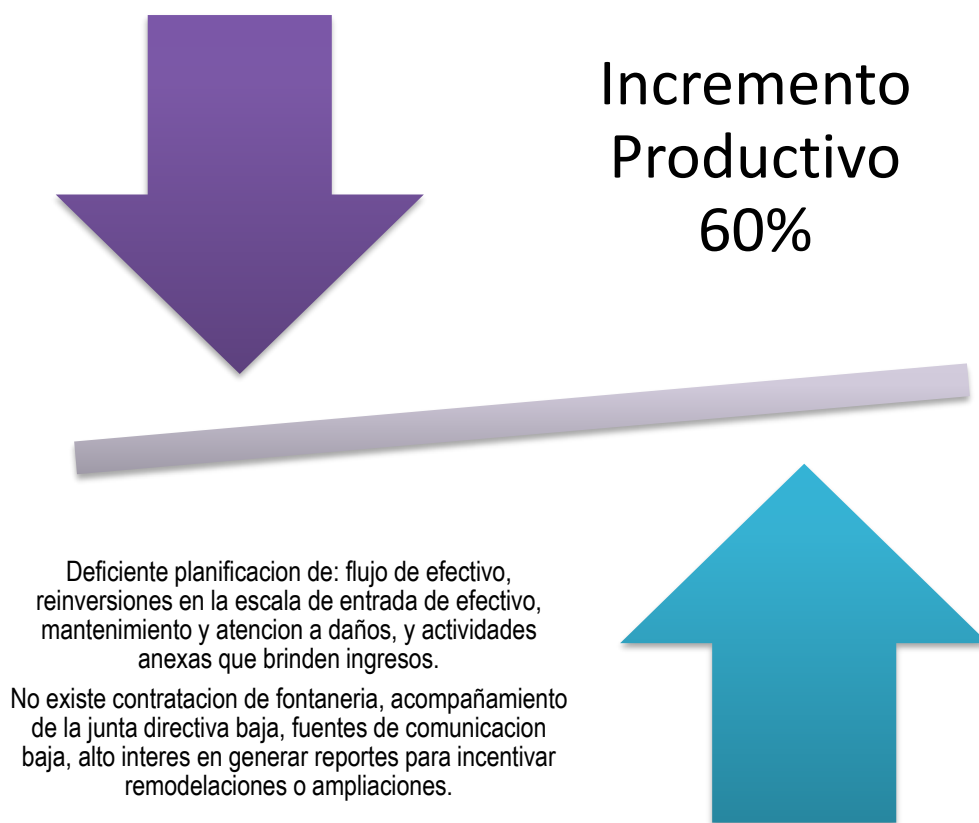 Incremento
Productivo
60%
Deficiente planificacion de: flujo de efectivo,
reinversiones en la escala de entrada de efectivo,
mantenimiento y atencion a daños, y actividades
anexas que brinden ingresos.
No existe contratacion de fontaneria, acompañamiento
de la junta directiva baja, fuentes de comunicacion
baja, alto interes en generar reportes para incentivar
remodelaciones o ampliaciones.